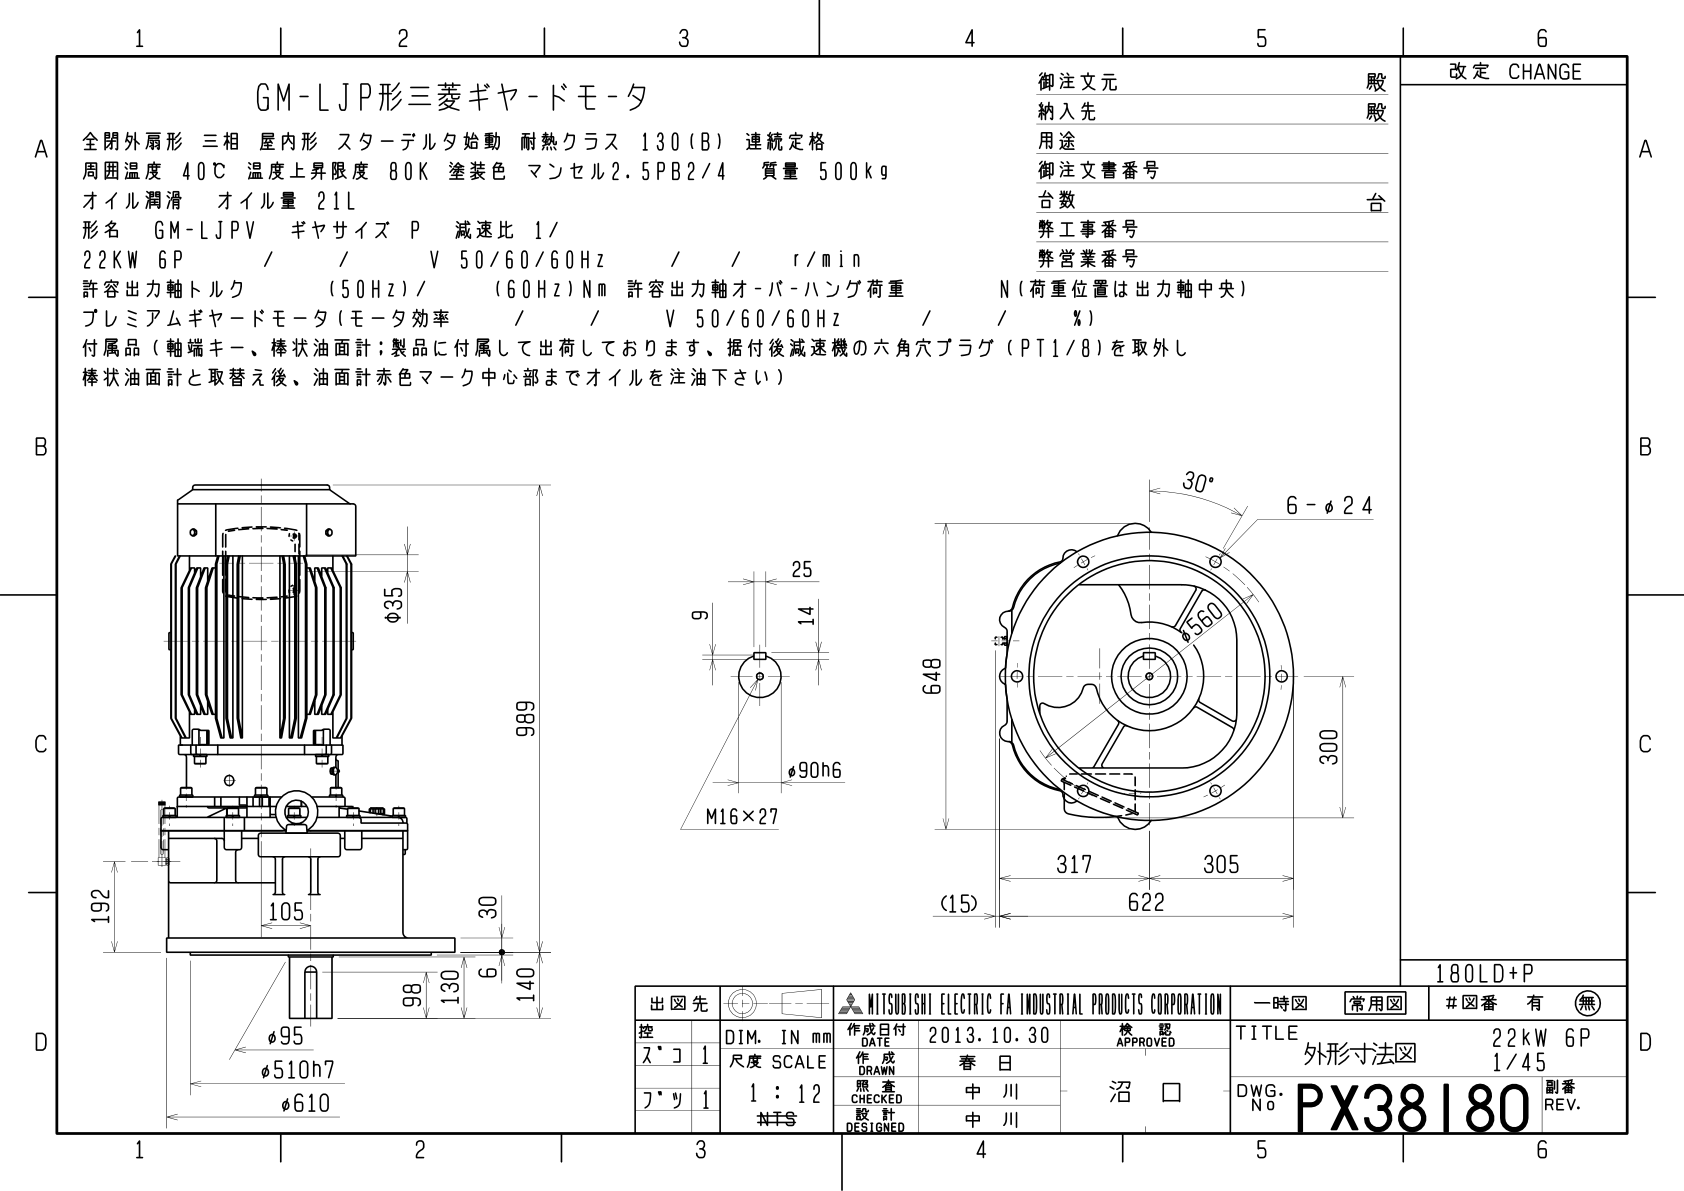 1 2 3 4 5 6
A A
B B
C C
D D
改定 CHANGE
GM-LJP形三菱ギヤードモータ
全閉外扇形 三相 屋内形 スターデルタ始動 耐熱クラス 130(B) 連続定格
周囲温度 40℃ 温度上昇限度 80K 塗装色 マンセル2.5PB2/4 質量 500kg
オイル潤滑 オイル量 21L
形名 GM-LJPV ギヤサイズ P 減速比 1/
22KW 6P / / V 50/60/60Hz / / r/min
許容出力軸トルク (50Hz)/ (60Hz)Nm 許容出力軸オーバーハング荷重 N(荷重位置は出力軸中央)
プレミアムギヤードモータ(モータ効率 / / V 50/60/60Hz / / %)
付属品(軸端キー、棒状油面計;製品に付属して出荷しております、据付後減速機の六角穴プラグ(PT1/8)を取外し
棒状油面計と取替え後、油面計赤色マーク中心部までオイルを注油下さい)
御注文元 殿
納入先 殿
用途
御注文書番号
台数 台
弊工事番号
弊営業番号
φ35
989
192
105
30
6
98
130
140
φ95
φ510h7
φ610
25
9
14
φ90h6
M16×27
30°
6-φ24
φ560
648
300
317 305
(15) 622
180LD+P
出図先
控
ズコ 1
ブツ 1
DIM. IN mm
尺度 SCALE
1 : 12
NTS
MITSUBISHI ELECTRIC FA INDUSTRIAL PRODUCTS CORPORATION
作成日付 DATE 2013.10.30
作成 DRAWN 春日
照査 CHECKED 中川
設計 DESIGNED 中川
検認 APPROVED
沼口
一時図 常用図 #図番 有 無
TITLE
外形寸法図
22kW 6P
1/45
DWG. No PX38180
副番 REV.
1 2 3 4 5 6